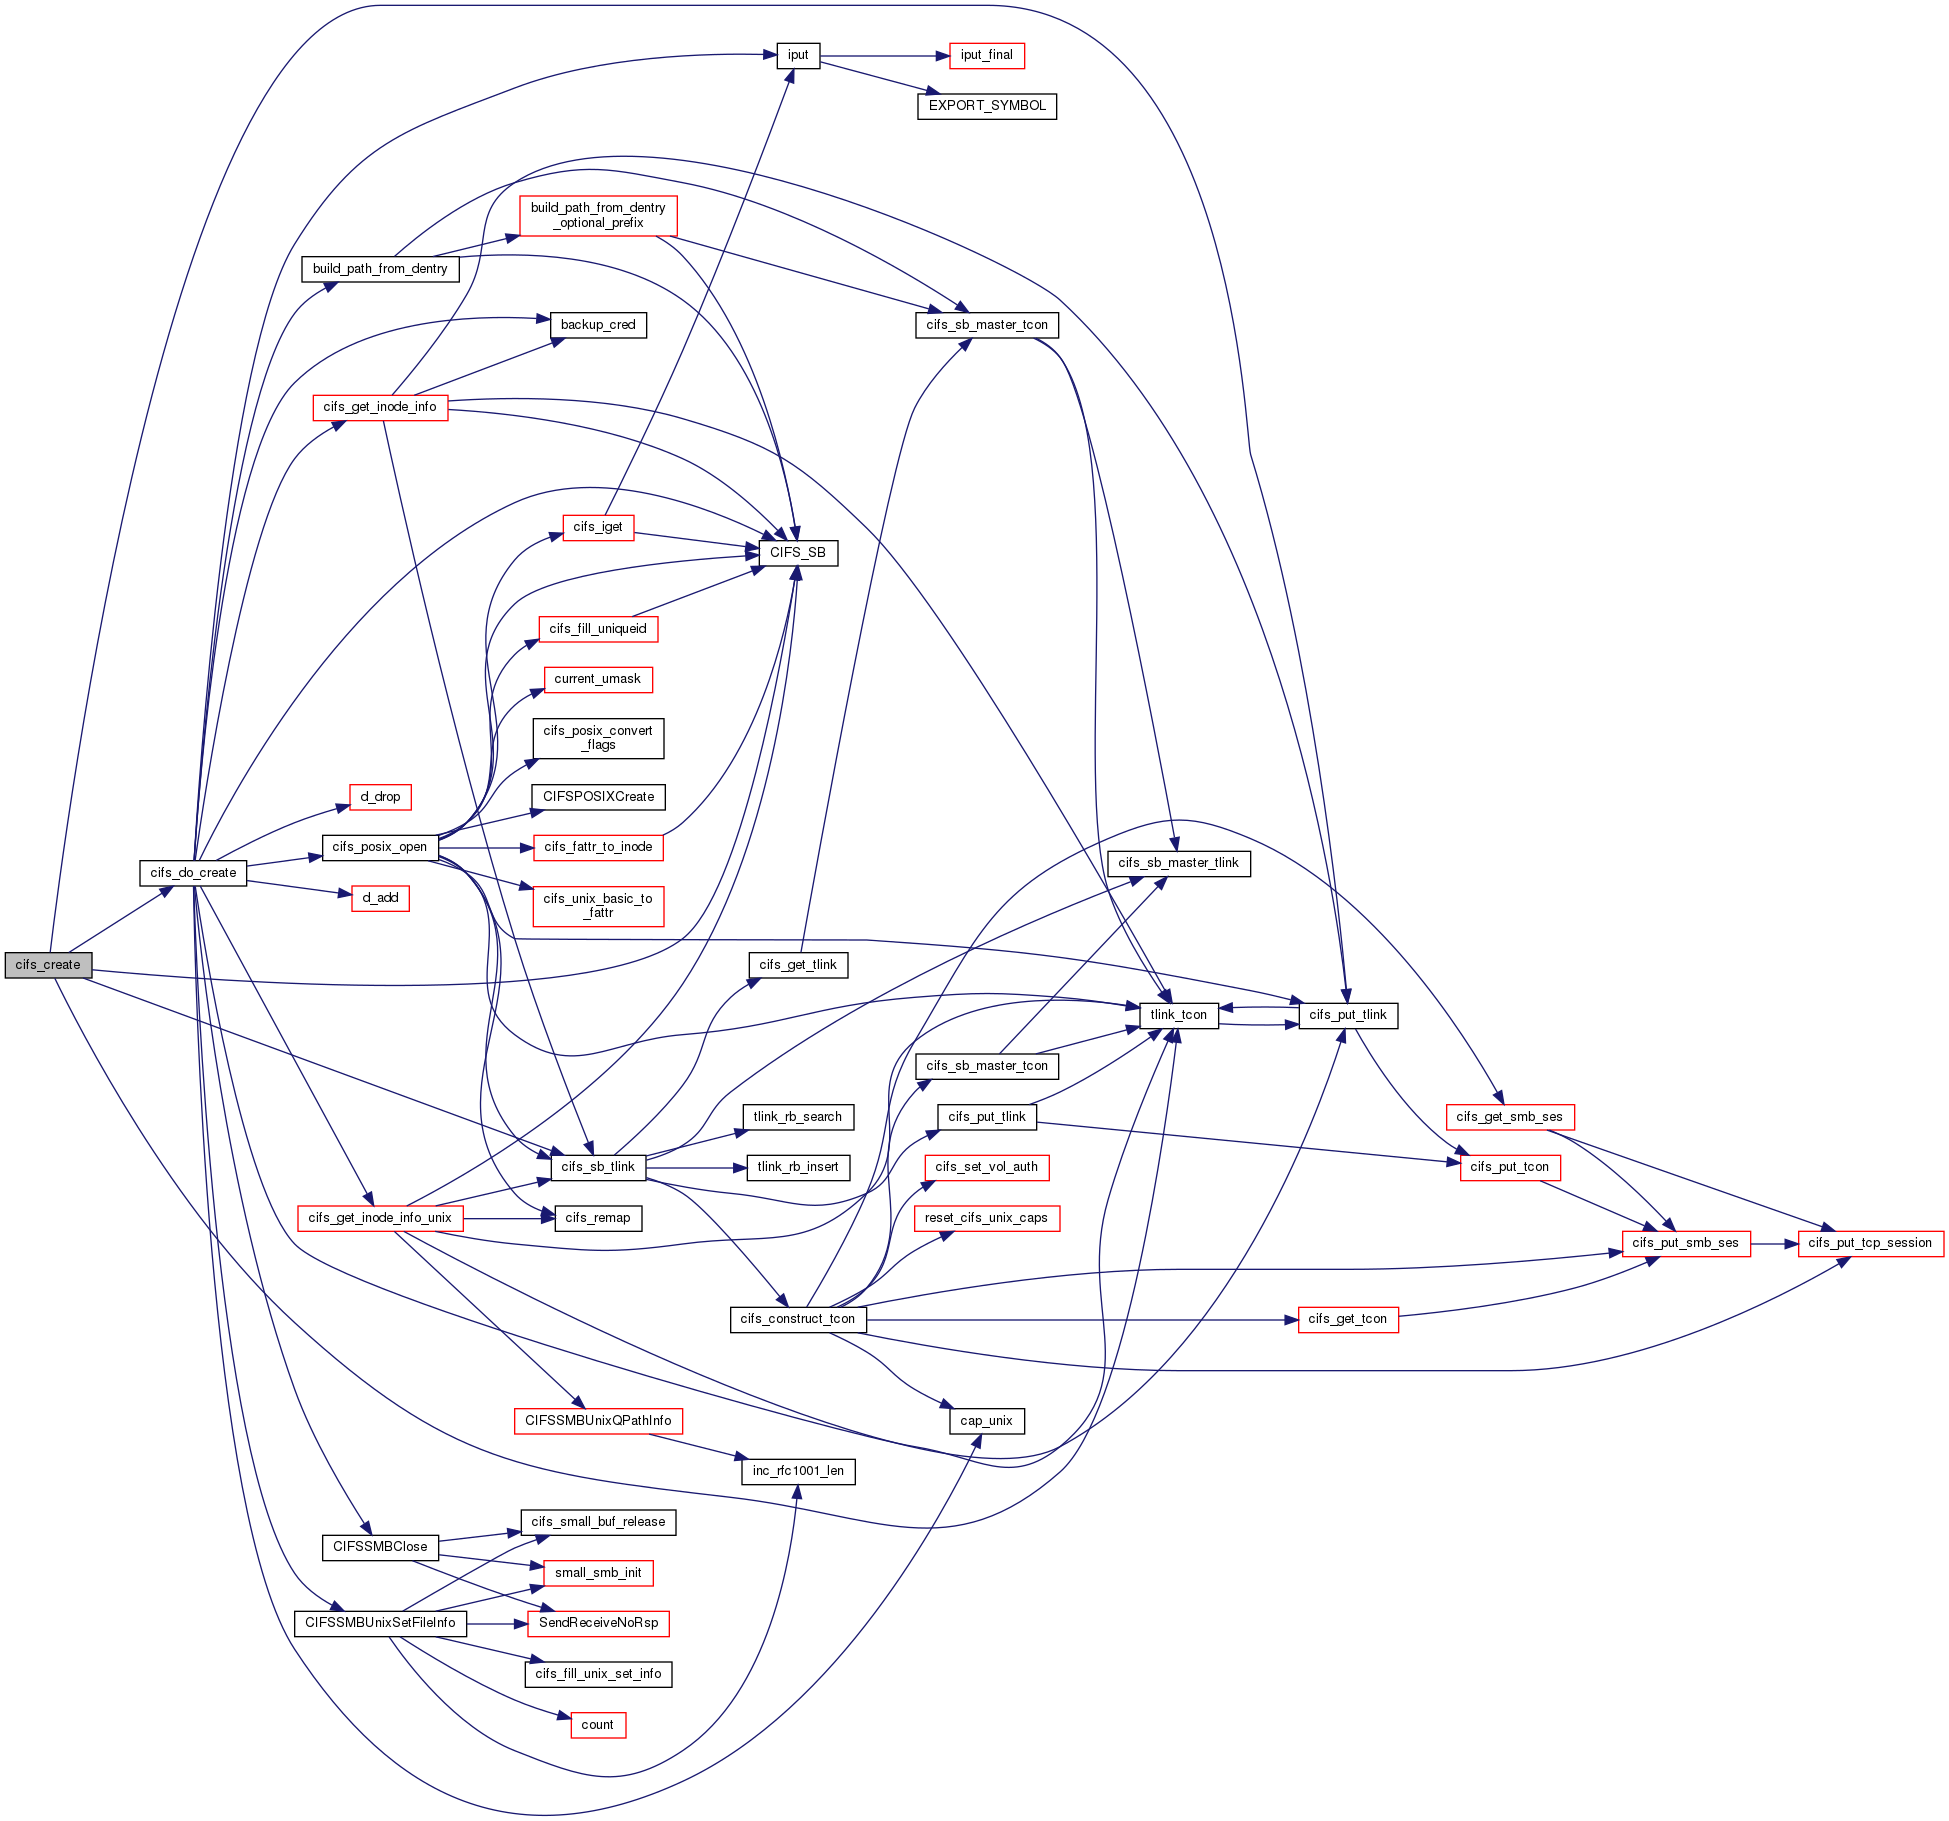 iput
iput_final
EXPORT_SYMBOL
build_path_from_dentry
_optional_prefix
build_path_from_dentry
backup_cred
cifs_sb_master_tcon
cifs_get_inode_info
cifs_iget
CIFS_SB
cifs_fill_uniqueid
current_umask
cifs_posix_convert
_flags
d_drop
CIFSPOSIXCreate
cifs_posix_open
cifs_fattr_to_inode
cifs_do_create
cifs_sb_master_tlink
d_add
cifs_unix_basic_to
_fattr
cifs_create
cifs_get_tlink
tlink_tcon
cifs_put_tlink
cifs_sb_master_tcon
tlink_rb_search
cifs_put_tlink
cifs_get_smb_ses
cifs_sb_tlink
tlink_rb_insert
cifs_set_vol_auth
cifs_put_tcon
cifs_get_inode_info_unix
cifs_remap
reset_cifs_unix_caps
cifs_put_smb_ses
cifs_put_tcp_session
cifs_construct_tcon
cifs_get_tcon
CIFSSMBUnixQPathInfo
cap_unix
inc_rfc1001_len
cifs_small_buf_release
CIFSSMBClose
small_smb_init
CIFSSMBUnixSetFileInfo
SendReceiveNoRsp
cifs_fill_unix_set_info
count